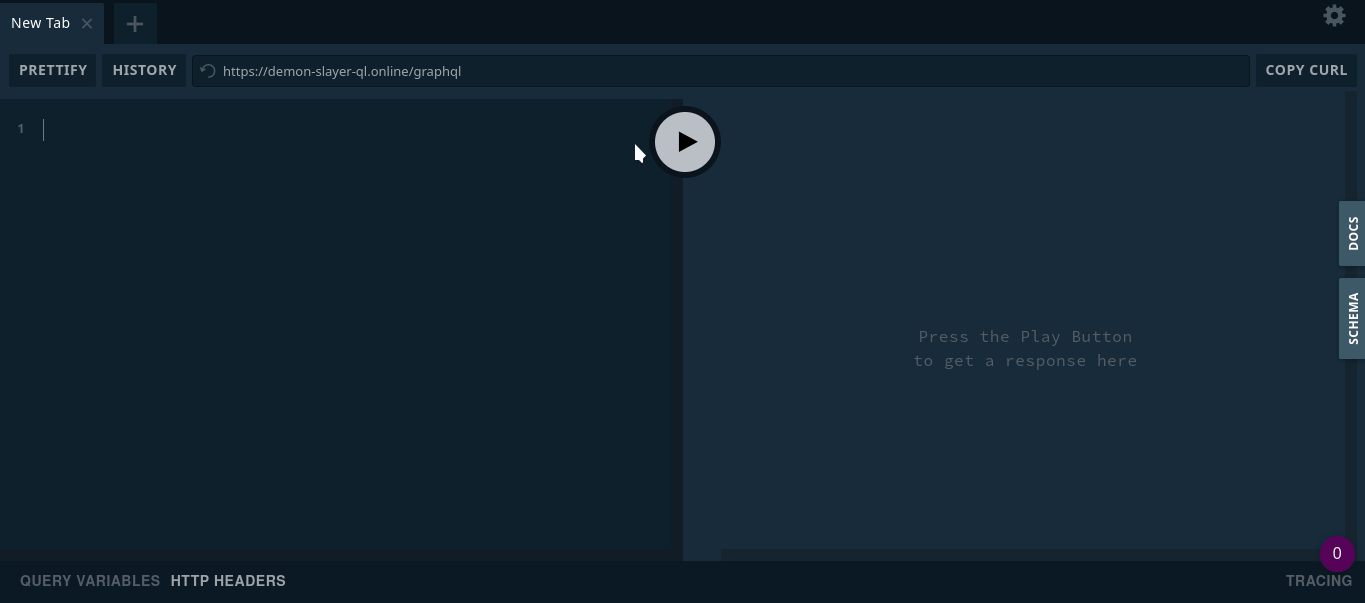 New Tab
PRETTIFY HISTORY https://demon-slayer-ql.online/graphql COPY CURL
1
DOCS
SCHEMA
Press the Play Button
to get a response here
0
QUERY VARIABLES HTTP HEADERS TRACING